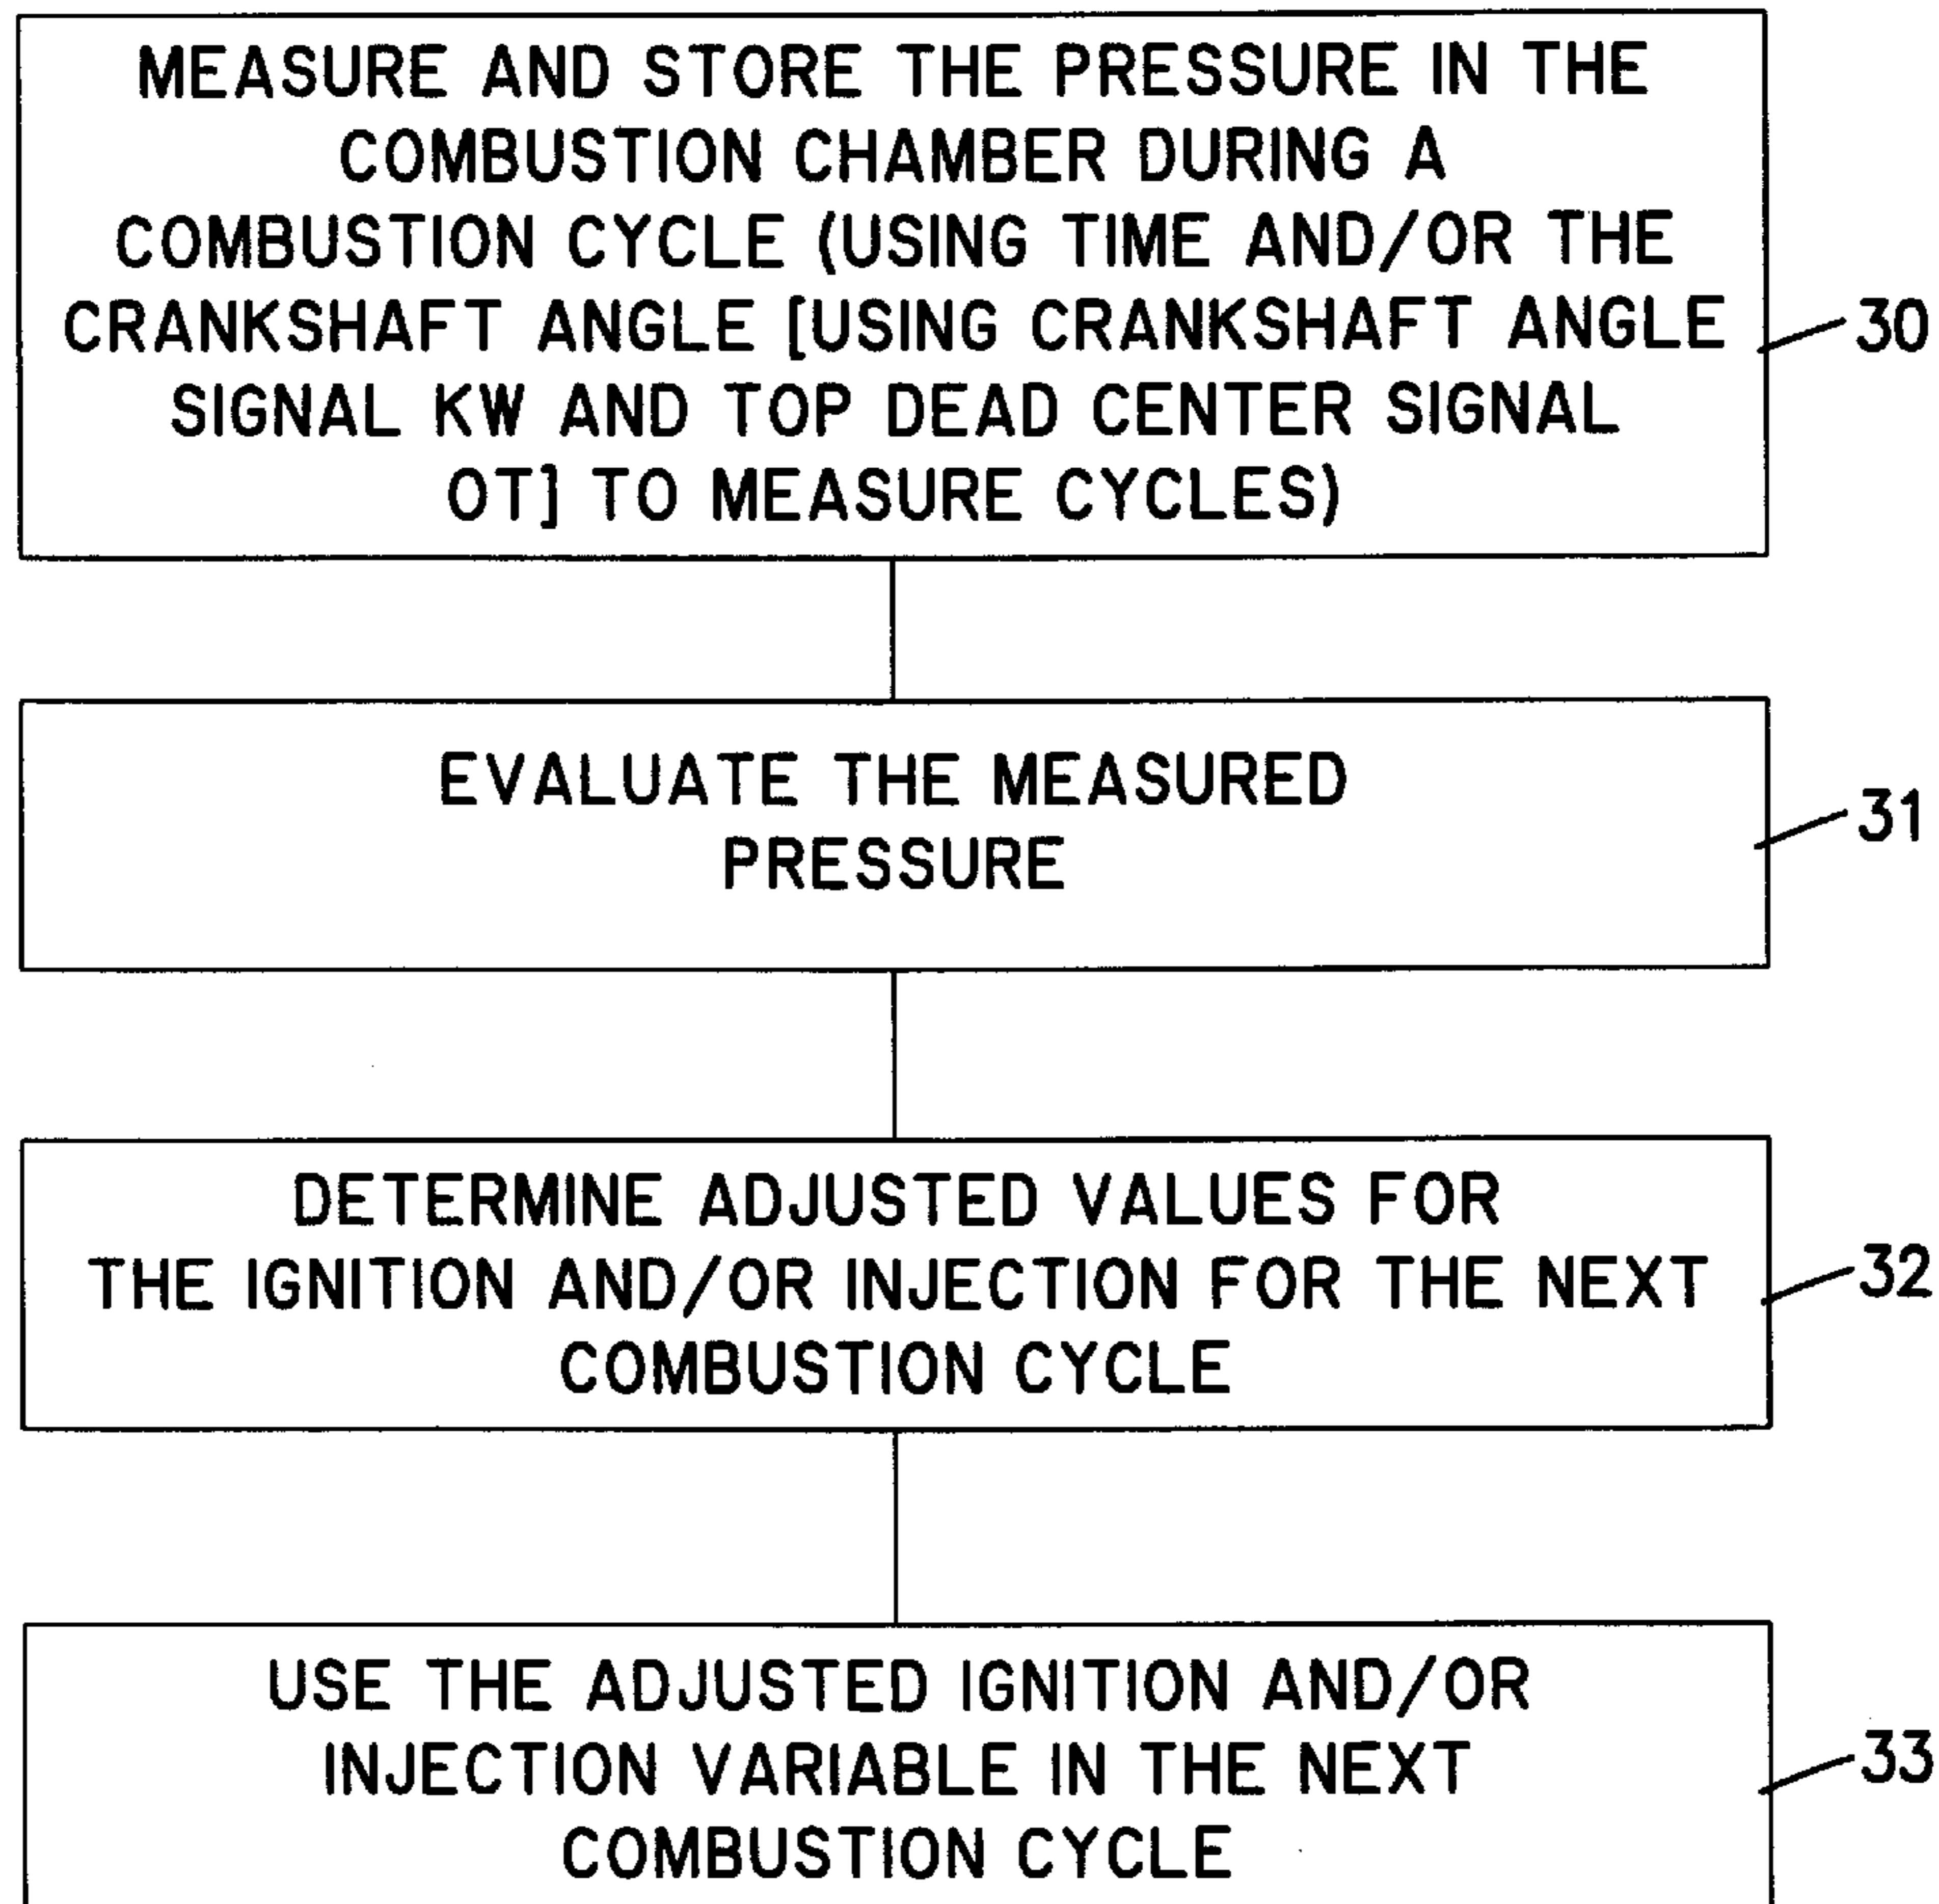 MEASURE AND STORE THE PRESSURE IN THE
COMBUSTION CHAMBER DURING A
COMBUSTION CYCLE (USING TIME AND/OR THE
CRANKSHAFT ANGLE [USING CRANKSHAFT ANGLE
SIGNAL KW AND TOP DEAD CENTER SIGNAL
OT] TO MEASURE CYCLES)
30
EVALUATE THE MEASURED
PRESSURE
31
DETERMINE ADJUSTED VALUES FOR
THE IGNITION AND/OR INJECTION FOR THE NEXT
COMBUSTION CYCLE
32
USE THE ADJUSTED IGNITION AND/OR
INJECTION VARIABLE IN THE NEXT
COMBUSTION CYCLE
33